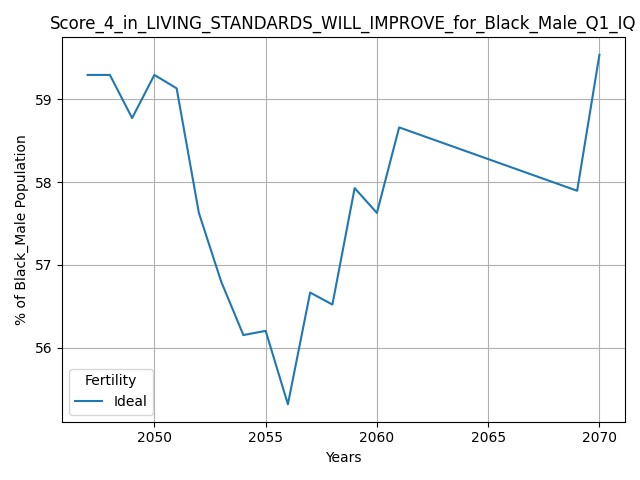 Score_4_in_LIVING_STANDARDS_WILL_IMPROVE_for_Black_Male_Q1_IQ
% of Black_Male Population
59
58
57
56
Fertility
Ideal
2050 2055 2060 2065 2070
Years